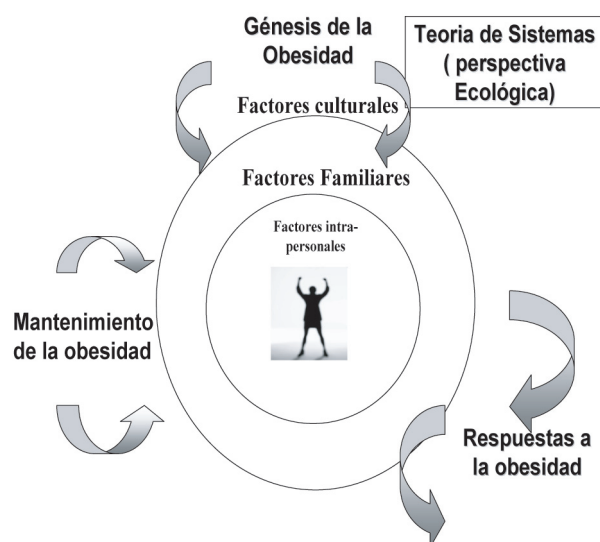 Génesis de la
Obesidad
Teoria de Sistemas
( perspectiva
Ecológica)
Factores culturales
Factores Familiares
Factores intra-
personales
Mantenimiento
de la obesidad
Respuestas a
la obesidad